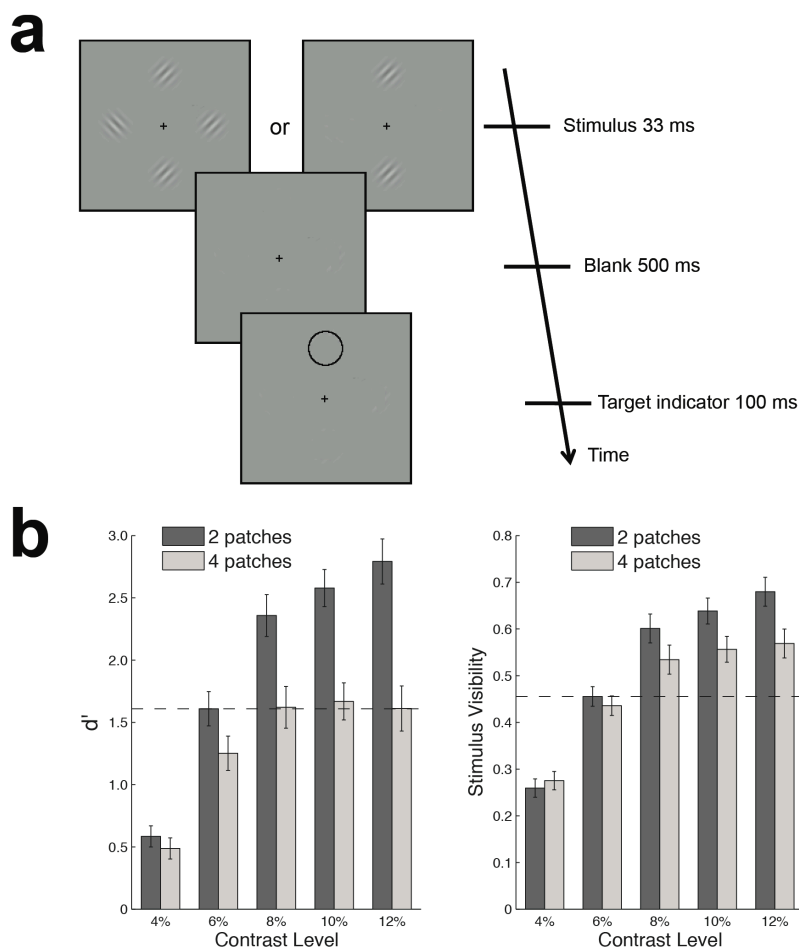 a
or
Stimulus 33 ms
Blank 500 ms
Target indicator 100 ms
Time
b
2 patches
4 patches
3.0
2.5
2.0
1.5
1.0
0.5
0
d'
4%
6%
8%
10%
12%
Contrast Level
2 patches
4 patches
0.8
0.7
0.6
0.5
0.4
0.3
0.2
0.1
0
Stimulus Visibility
4%
6%
8%
10%
12%
Contrast Level